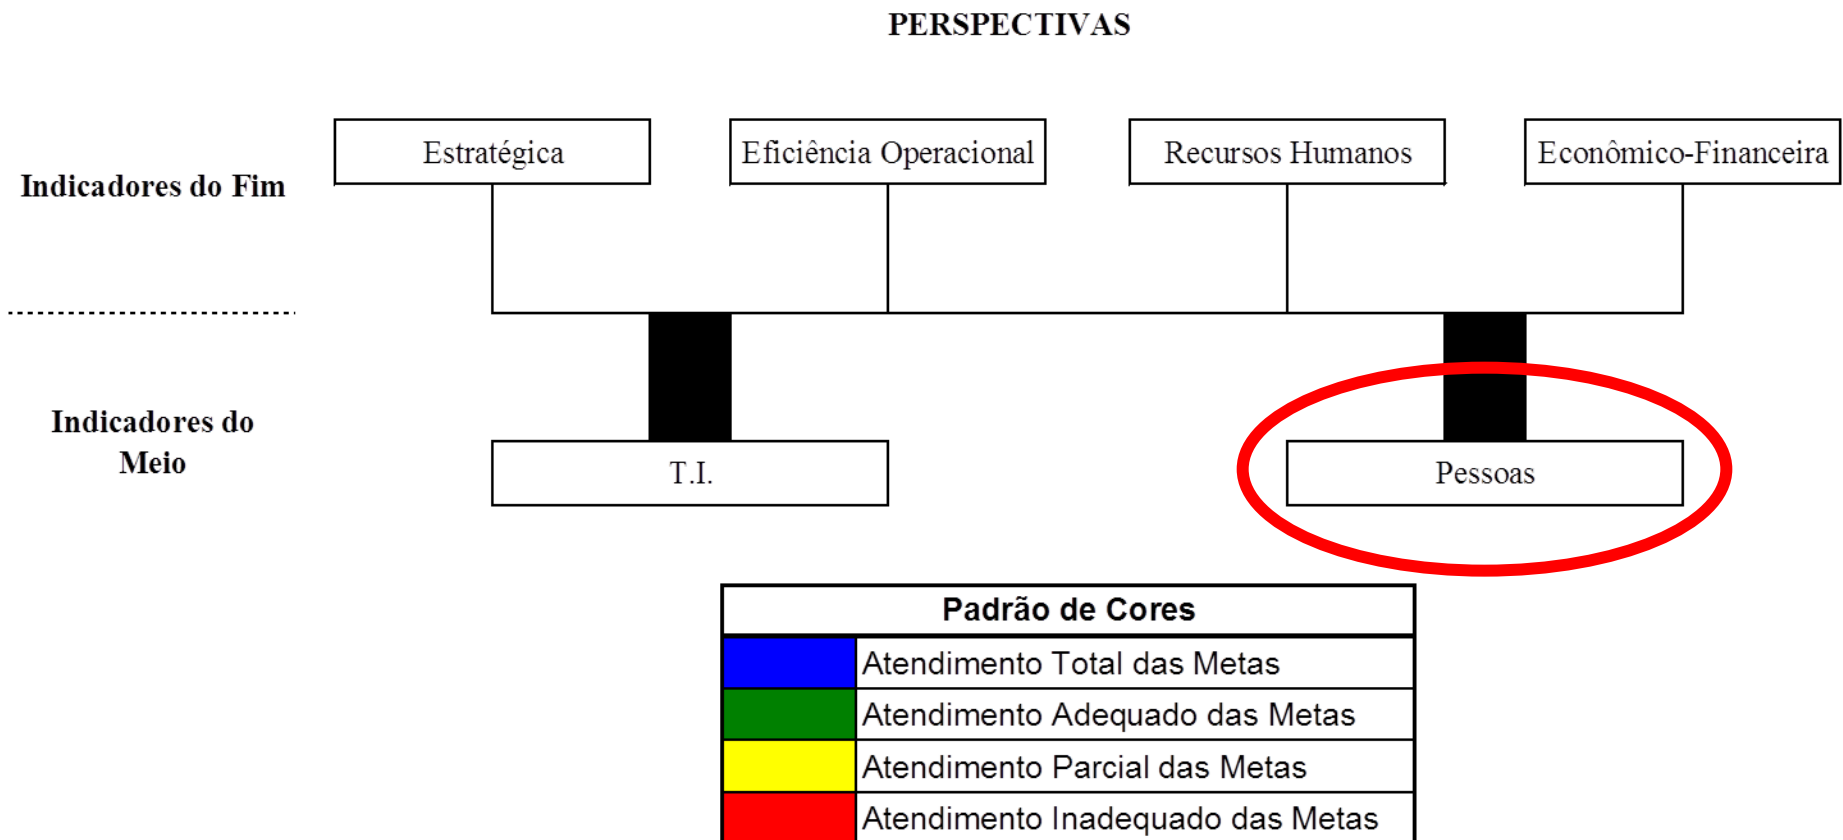 PERSPECTIVAS
Estratégica
Eficiência Operacional
Recursos Humanos
Econômico-Financeira
Indicadores do Fim
Indicadores do
Meio
T.I.
Pessoas
Padrão de Cores
Atendimento Total das Metas
Atendimento Adequado das Metas
Atendimento Parcial das Metas
Atendimento Inadequado das Metas